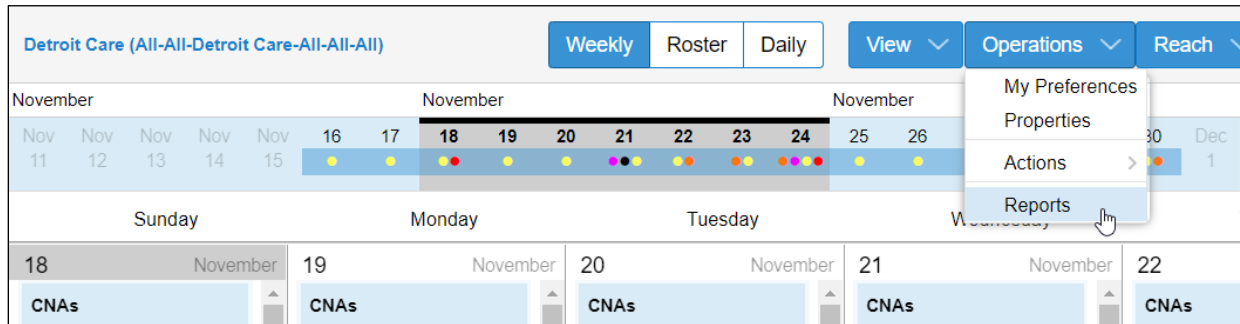 Detroit Care (All-All-Detroit Care-All-All-All) Weekly Roster Daily View Operations Reach
My Preferences
November November November
Properties
Nov Nov Nov Nov Nov 16 17 18 19 20 21 22 23 24 25 26 30 Dec
11 12 13 14 15 1
Actions
Reports
Sunday Monday Tuesday Wednesday
18 November 19 November 20 November 21 November 22
CNAs CNAs CNAs CNAs CNAs